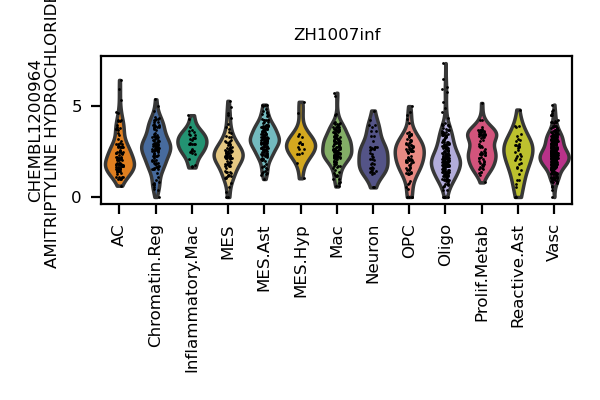 ZH1007inf
CHEMBL1200964
AMITRIPTYLINE HYDROCHLORIDE
5
0
AC
Chromatin.Reg
Inflammatory.Mac
MES
MES.Ast
MES.Hyp
Mac
Neuron
OPC
Oligo
Prolif.Metab
Reactive.Ast
Vasc